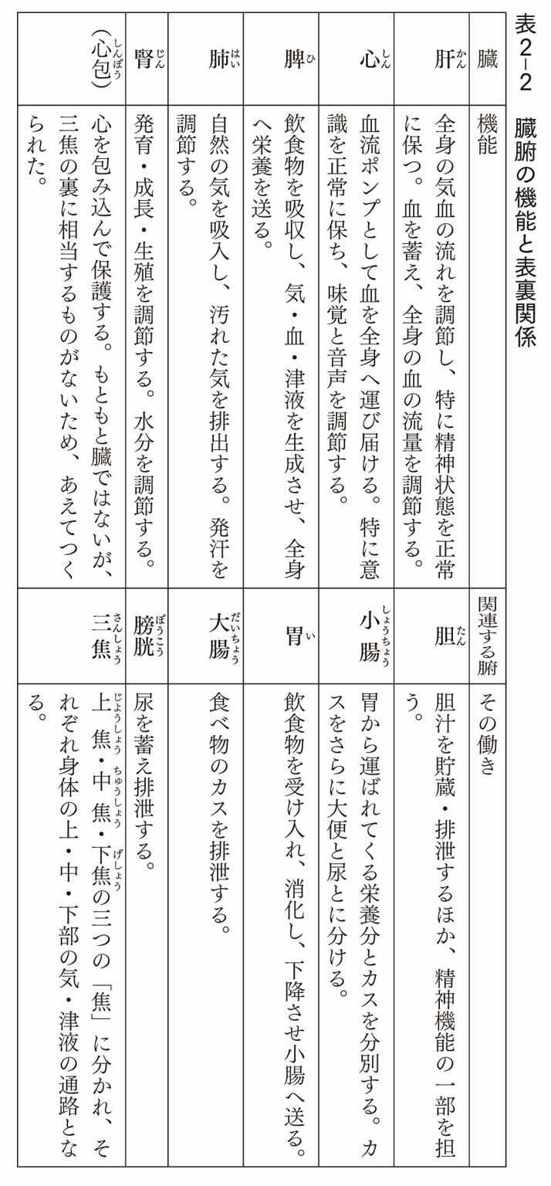 表2-2　臓腑の機能と表裏関係
臓
機能
関連する腑
その働き
肝
かん
全身の気血の流れを調節し、特に精神状態を正常
に保つ。血を蓄え、全身の血の流量を調節する。
胆
たん
胆汁を貯蔵・排泄するほか、精神機能の一部を担
う。
心
しん
血流ポンプとして血を全身へ運び届ける。特に意
識を正常に保ち、味覚と音声を調節する。
小腸
しょうちょう
胃から運ばれてくる栄養分とカスを分別する。カ
スをさらに大便と尿とに分ける。
脾
ひ
飲食物を吸収し、気・血・津液を生成させ、全身
へ栄養を送る。
胃
い
飲食物を受け入れ、消化し、下降させ小腸へ送る。
肺
はい
自然の気を吸入し、汚れた気を排出する。発汗を
調節する。
大腸
だいちょう
食べ物のカスを排泄する。
腎
じん
発育・成長・生殖を調節する。水分を調節する。
膀胱
ぼうこう
尿を蓄え排泄する。
（心包）
しんぽう
心を包み込んで保護する。もともと臓ではないが、
三焦の裏に相当するものがないため、あえてつく
られた。
三焦
さんしょう
上焦・中焦・下焦の三つの「焦」に分かれ、そ
じょうしょう　ちゅうしょう　げしょう
れぞれ身体の上・中・下部の気・津液の通路とな
る。